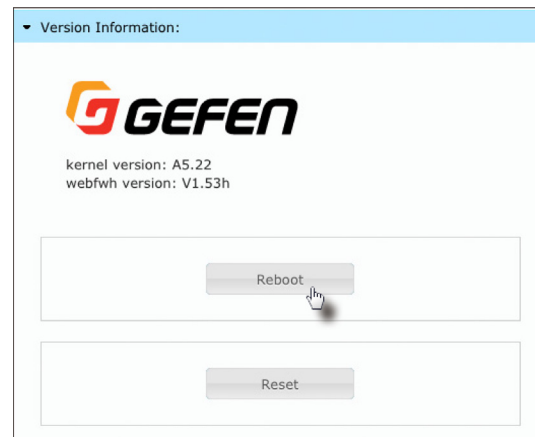 Version Information:
GEFEN
kernel version: A5.22
webfwh version: V1.53h
Reboot
Reset